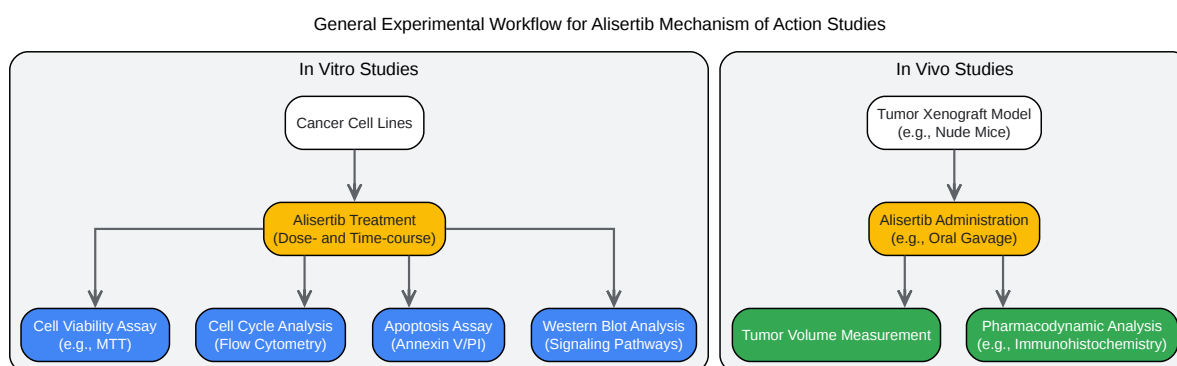 General Experimental Workflow for Alisertib Mechanism of Action Studies
In Vitro Studies
Cancer Cell Lines
Alisertib Treatment
(Dose- and Time-course)
Cell Viability Assay
(e.g., MTT)
Cell Cycle Analysis
(Flow Cytometry)
Apoptosis Assay
(Annexin V/PI)
Western Blot Analysis
(Signaling Pathways)
In Vivo Studies
Tumor Xenograft Model
(e.g., Nude Mice)
Alisertib Administration
(e.g., Oral Gavage)
Tumor Volume Measurement
Pharmacodynamic Analysis
(e.g., Immunohistochemistry)